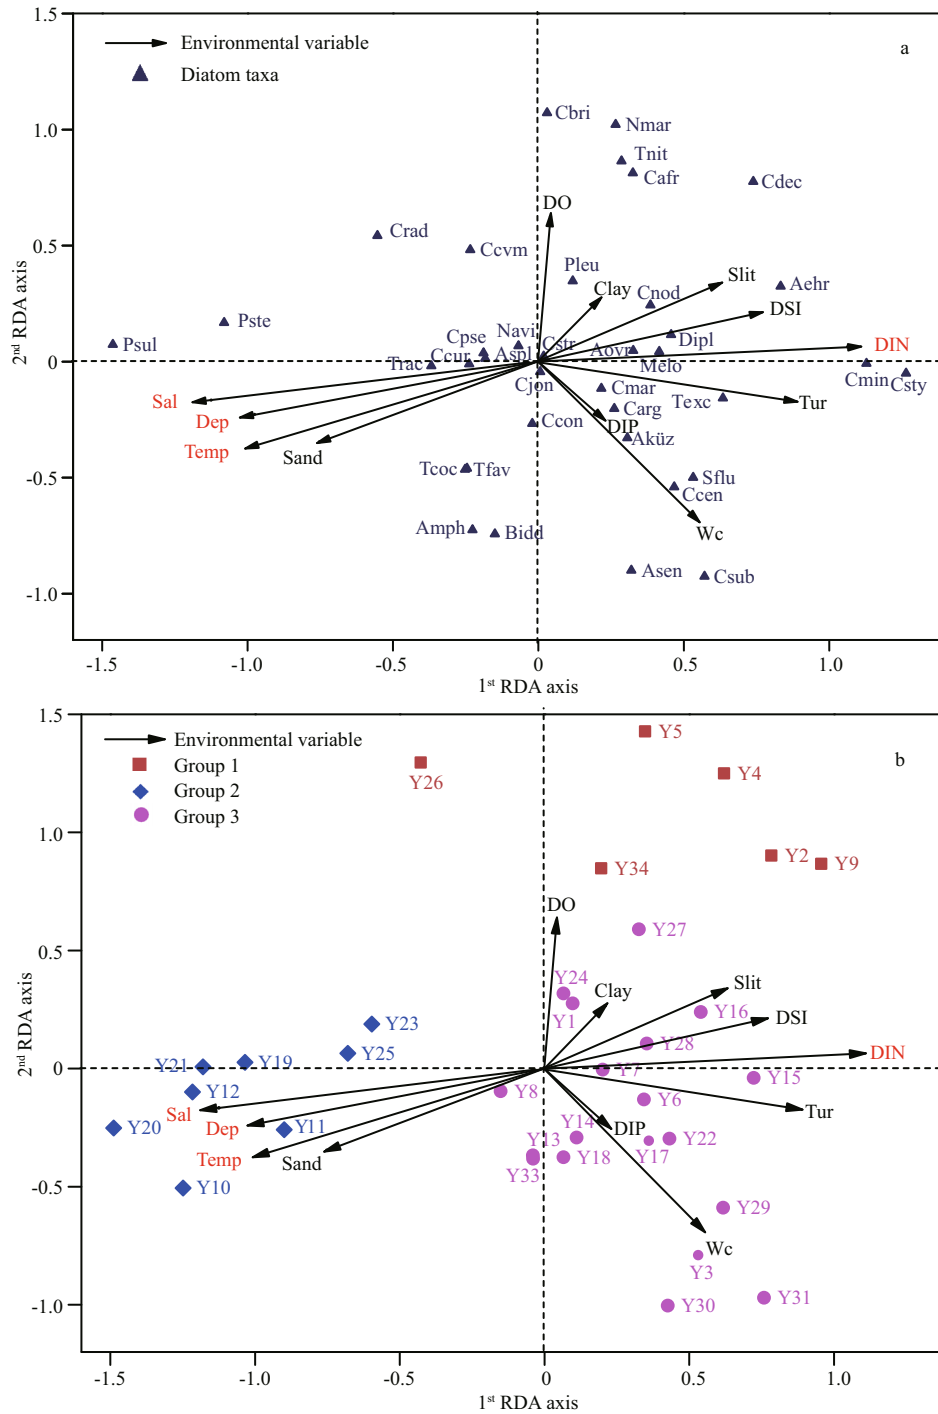 1.5
Environmental variable
a
Diatom taxa
Cbri
Nmar
1.0
Tnit
Cafr
Cdec
DO
Crad
0.5
Ccvm
Pleu
Slit
Clay
Aehr
Cnod
DSI
Pste
Navi
Psul
Cpse
Cstr
Dipl
DIN
Ccur
Aspl
Aovr
0
Trac
Melo
Cjon
Cmin
Csty
Cmar
Texc
Sal
Carg
Tur
Dep
Ccon
DIP
Temp
Sand
Aküz
Tcoc
Tfav
Sflu
-0.5
Ccen
Amph
Bidd
Wc
Asen
Csub
-1.0
2nd RDA axis
-1.5
-1.0
-0.5
0
0.5
1.0
1st RDA axis
1.5
Environmental variable
Y5
b
Group 1
Y4
Y26
Group 2
Group 3
1.0
Y34
Y2
Y9
DO
Y27
0.5
Y24
Slit
Clay
Y1
Y16
DSI
Y23
Y28
DIN
Y21
Y19
Y25
0
Y7
Y15
Y12
Y8
Y6
Sal
Tur
Y20
Dep
Y11
Y14
DIP
Y22
Temp
Sand
Y13
Y18
Y17
Y33
-0.5
Y10
Y29
Wc
Y3
-1.0
Y30
Y31
2nd RDA axis
-1.5
-1.0
-0.5
0
0.5
1.0
1st RDA axis